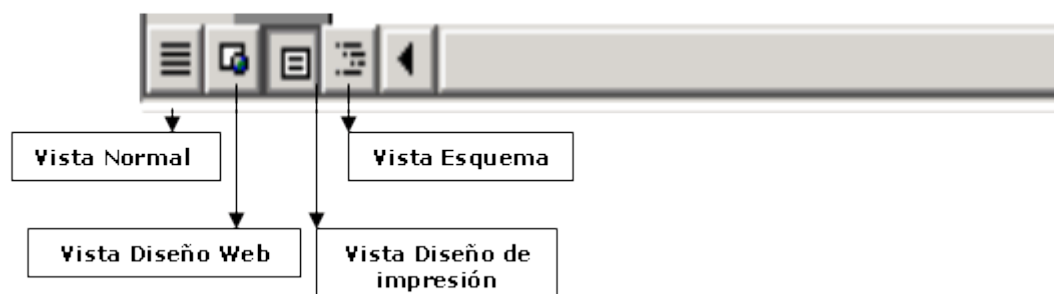 Vista Normal
Vista Esquema
Vista Diseño Web
Vista Diseño de
impresión